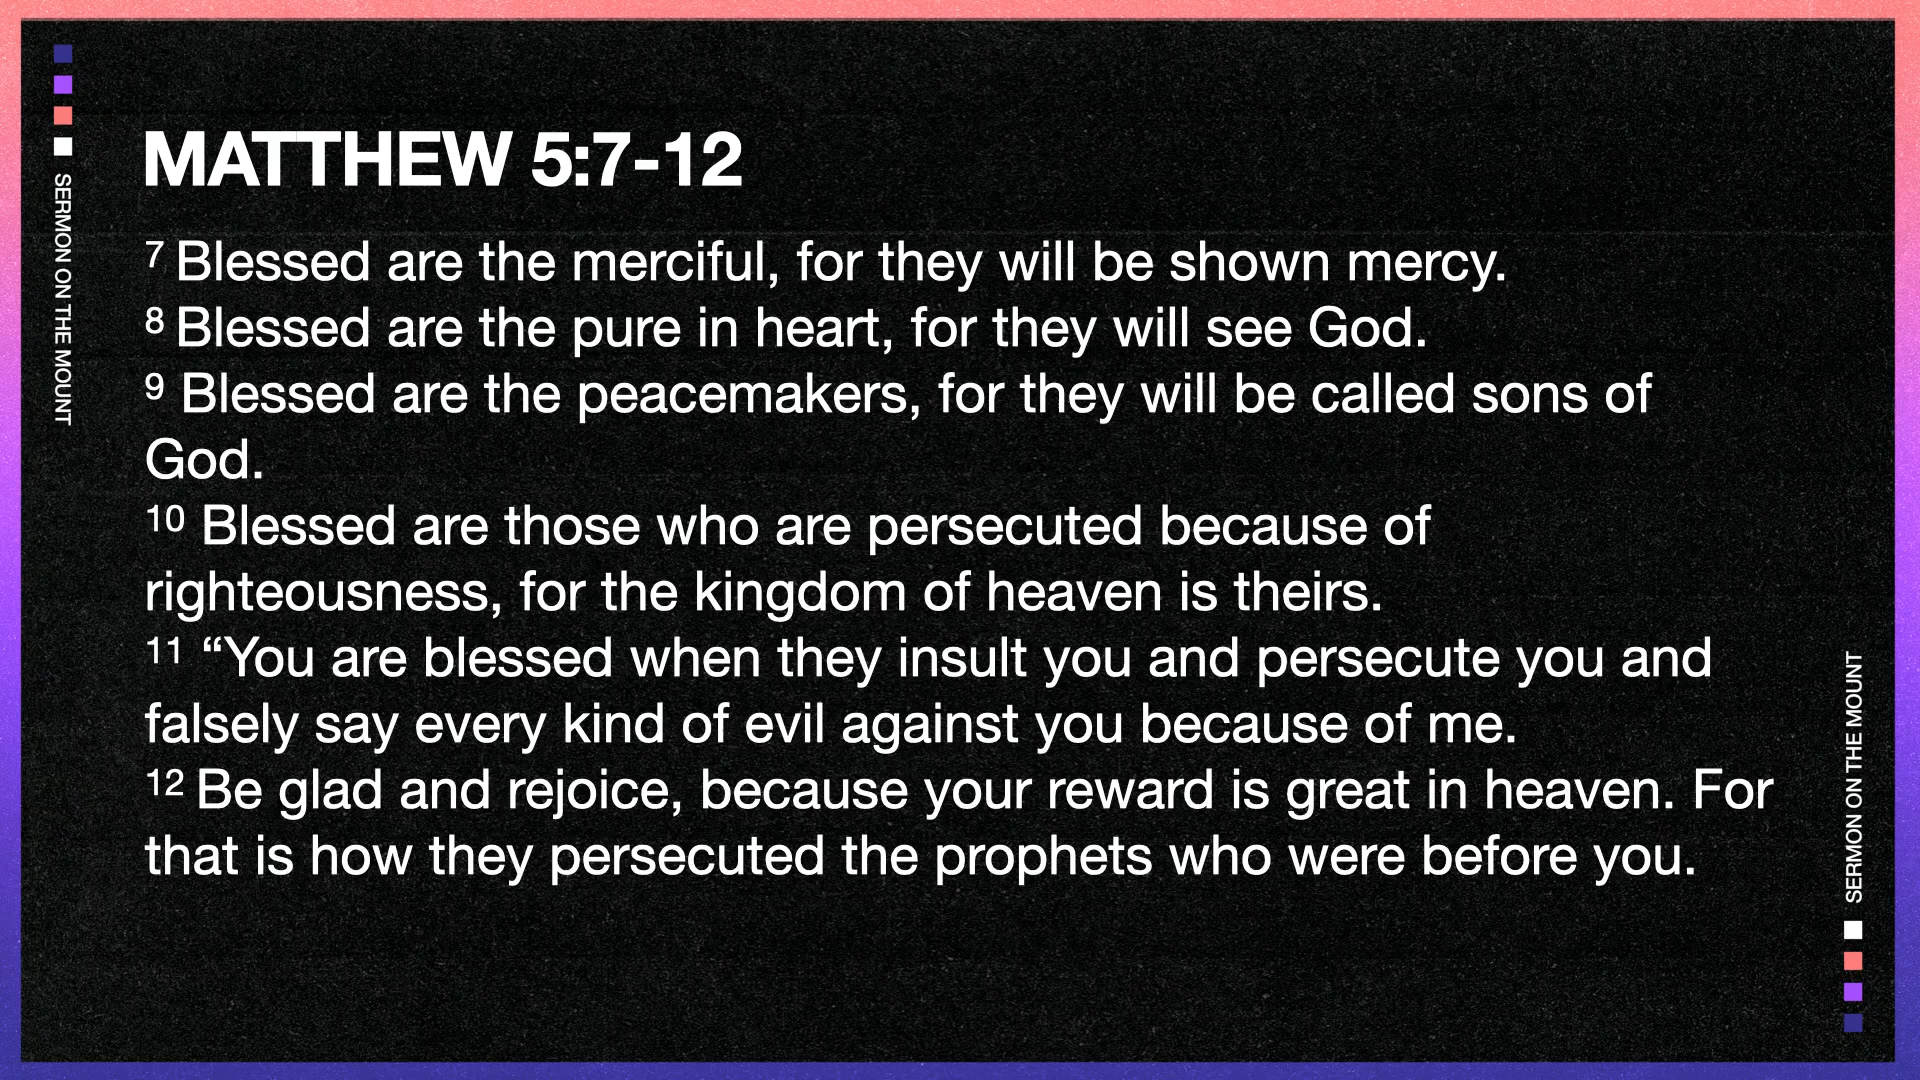 SERMON ON THE MOUNT
MATTHEW 5:7-12
7 Blessed are the merciful, for they will be shown mercy.
8 Blessed are the pure in heart, for they will see God.
9 Blessed are the peacemakers, for they will be called sons of
God.
10 Blessed are those who are persecuted because of
righteousness, for the kingdom of heaven is theirs.
11 “You are blessed when they insult you and persecute you and
falsely say every kind of evil against you because of me.
12 Be glad and rejoice, because your reward is great in heaven. For
that is how they persecuted the prophets who were before you.
SERMON ON THE MOUNT